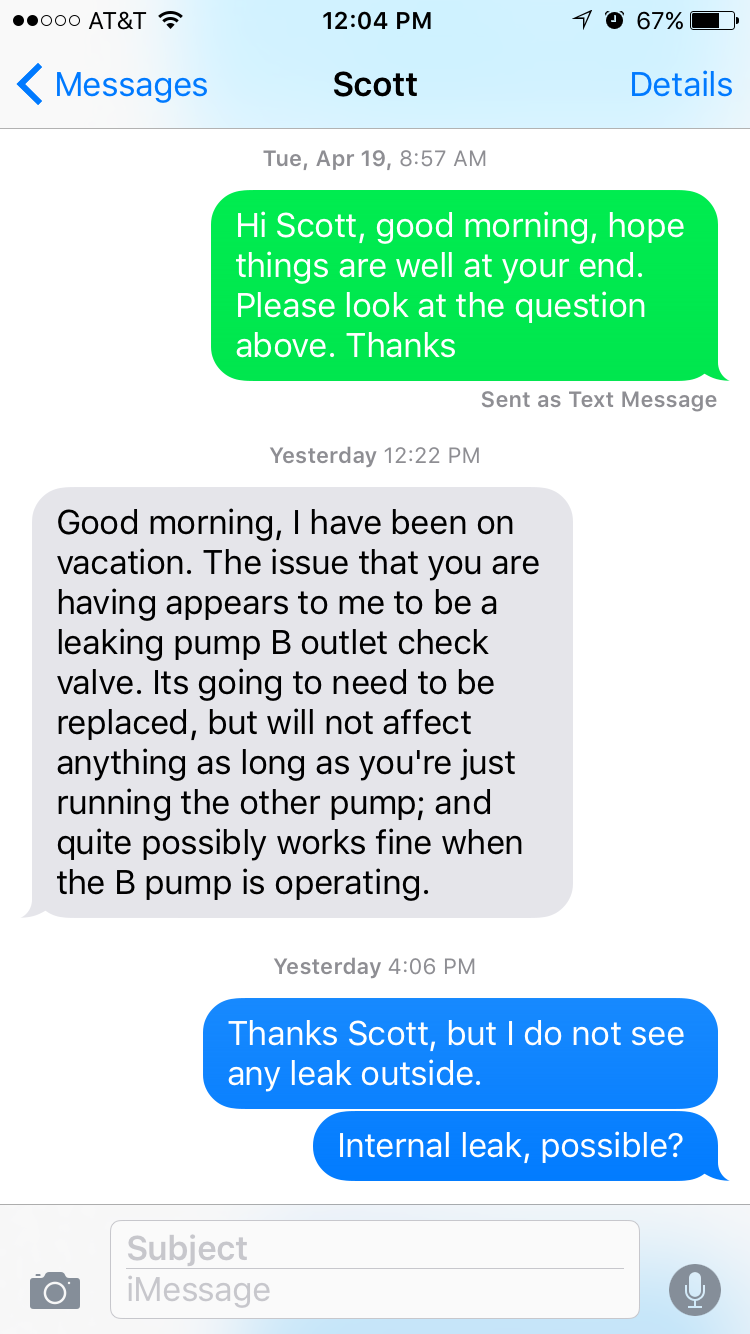 AT&T 12:04 PM 67%
Messages Scott Details
Tue, Apr 19, 8:57 AM
Hi Scott, good morning, hope
things are well at your end.
Please look at the question
above. Thanks
Sent as Text Message
Yesterday 12:22 PM
Good morning, I have been on
vacation. The issue that you are
having appears to me to be a
leaking pump B outlet check
valve. Its going to need to be
replaced, but will not affect
anything as long as you're just
running the other pump; and
quite possibly works fine when
the B pump is operating.
Yesterday 4:06 PM
Thanks Scott, but I do not see
any leak outside.
Internal leak, possible?
Subject
iMessage